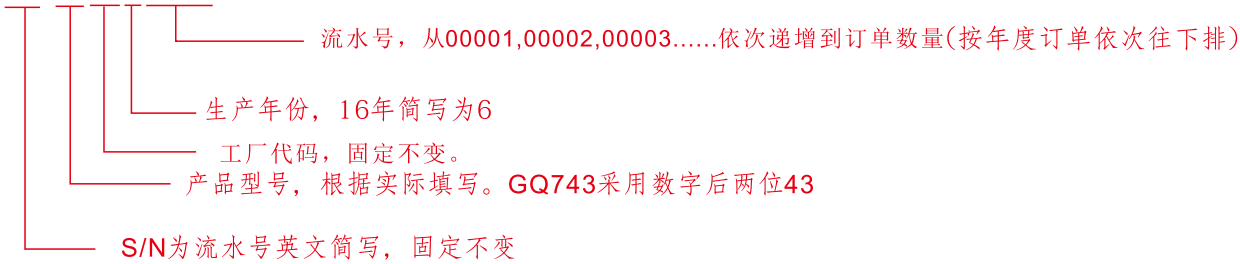 流水号，从00001,00002,00003......依次递增到订单数量(按年度订单依次往下排)
生产年份，16年简写为6
工厂代码，固定不变。
产品型号，根据实际填写。GQ743采用数字后两位43
S/N为流水号英文简写，固定不变